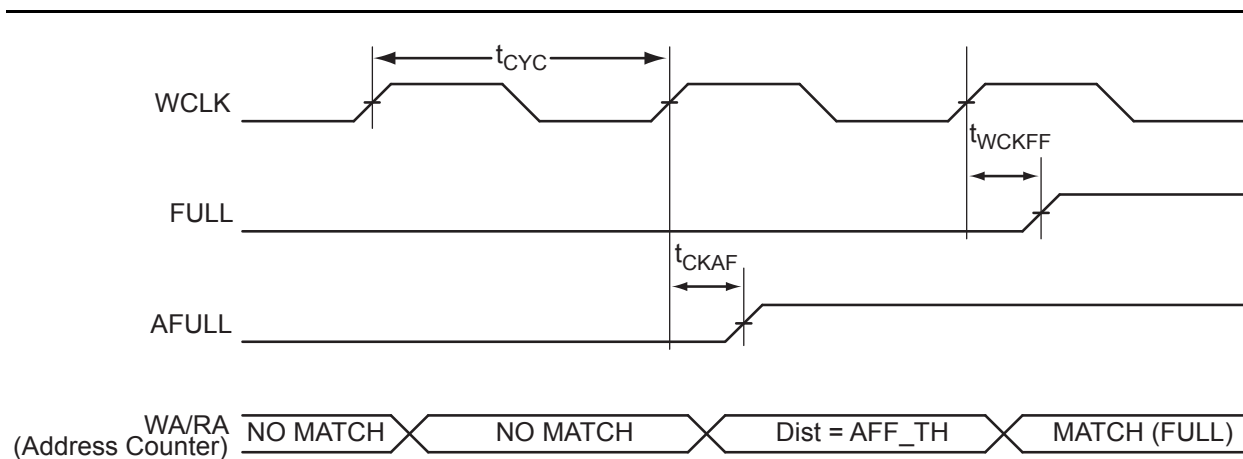 tCYC
WCLK
tWCKFF
FULL
tCKAF
AFULL
WA/RA
(Address Counter)
NO MATCH
NO MATCH
Dist = AFF_TH
MATCH (FULL)